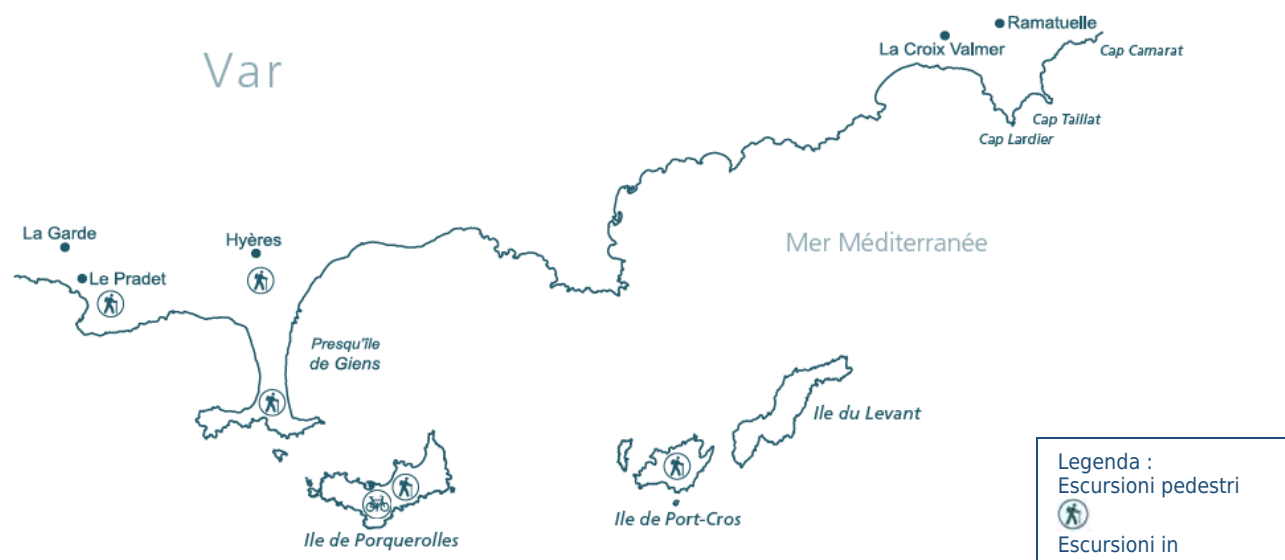 Ramatuelle
La Croix Valmer
Cap Camarat
Var
Cap Taillat
Cap Lardier
La Garde
Hyères
Mer Méditerranée
Le Pradet
Presqu'île
de Giens
Ile du Levant
Ile de Port-Cros
Ile de Porquerolles
Legenda :
Escursioni pedestri
Escursioni in